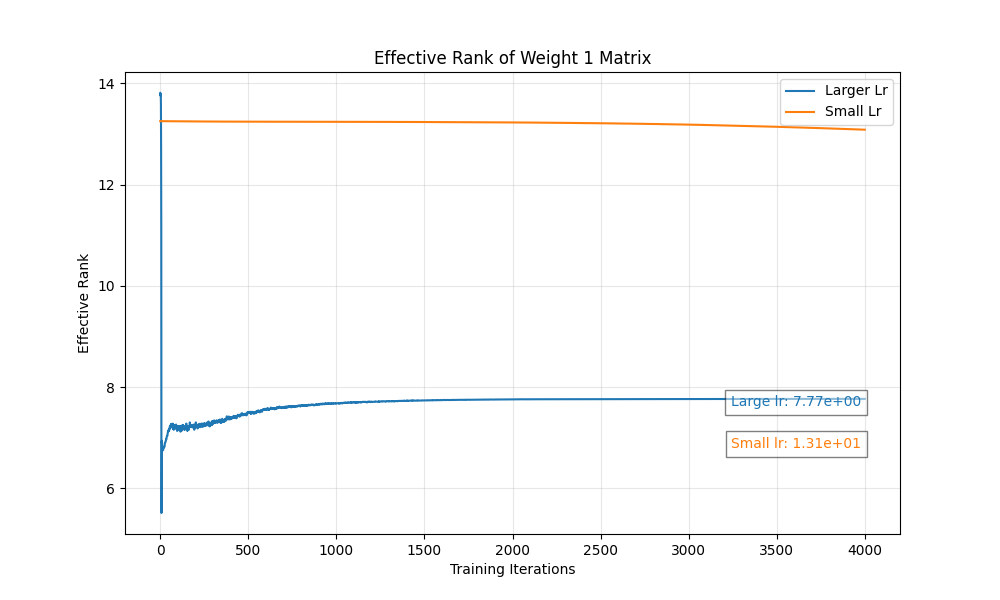 Effective Rank of Weight 1 Matrix
Larger Lr
Small Lr
Effective Rank
14
12
10
8
6
Large lr: 7.77e+00
Small lr: 1.31e+01
0
500
1000
1500
2000
2500
3000
3500
4000
Training Iterations